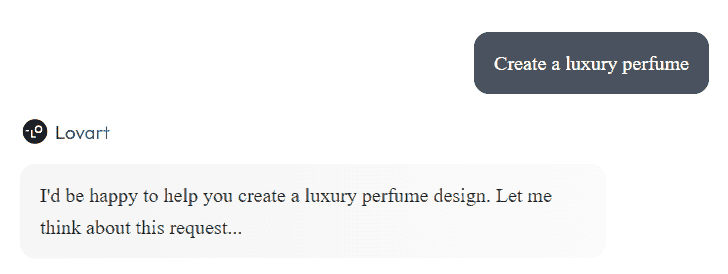 Create a luxury perfume
Lovart
I'd be happy to help you create a luxury perfume design. Let me
think about this request...